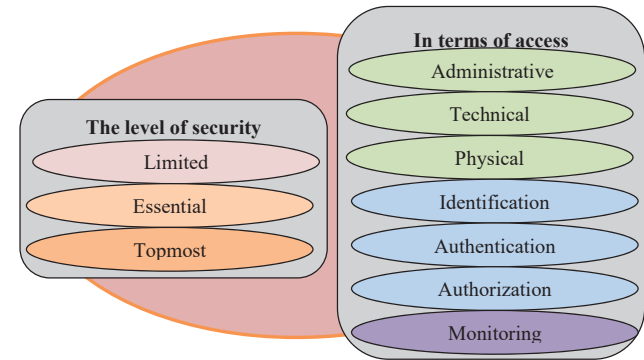 The level of security
Limited
Essential
Topmost
In terms of access
Administrative
Technical
Physical
Identification
Authentication
Authorization
Monitoring